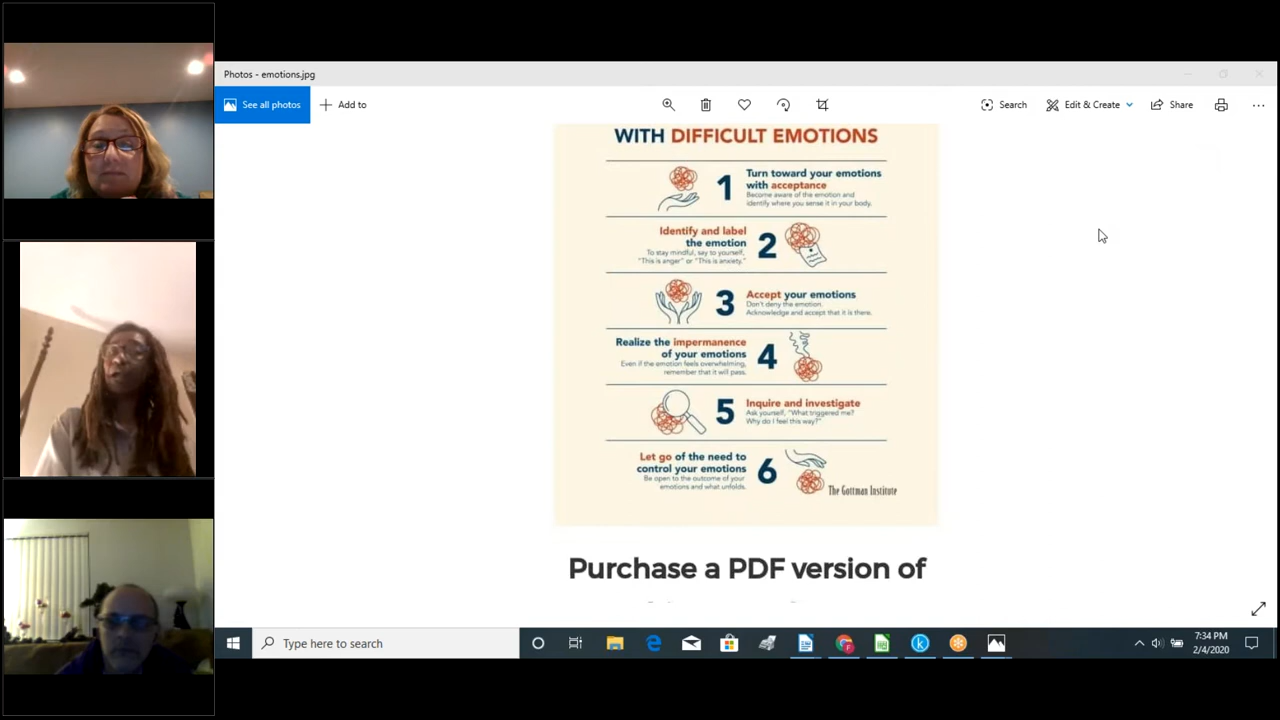 Photos - emotions.jpg
See all photos
Add to
Search
Edit & Create
Share
WITH DIFFICULT EMOTIONS
1
Turn toward your emotions
with acceptance
Become aware of the emotion and
identify where you sense it in your body.
Identify and label
the emotion
To stay mindful, say to yourself,
"This is anger" or "This is anxiety."
2
3
Accept your emotions
Don't deny the emotion.
Acknowledge and accept that it is there.
Realize the impermanence
of your emotions
Even if the emotion feels overwhelming,
remember that it will pass.
4
5
Inquire and investigate
Ask yourself, "What triggered me?
Why do I feel this way?"
Let go of the need to
control your emotions
Be open to the outcome of your
emotions and what unfolds.
6
The Gottman Institute
Purchase a PDF version of
Type here to search
7:34 PM
2/4/2020